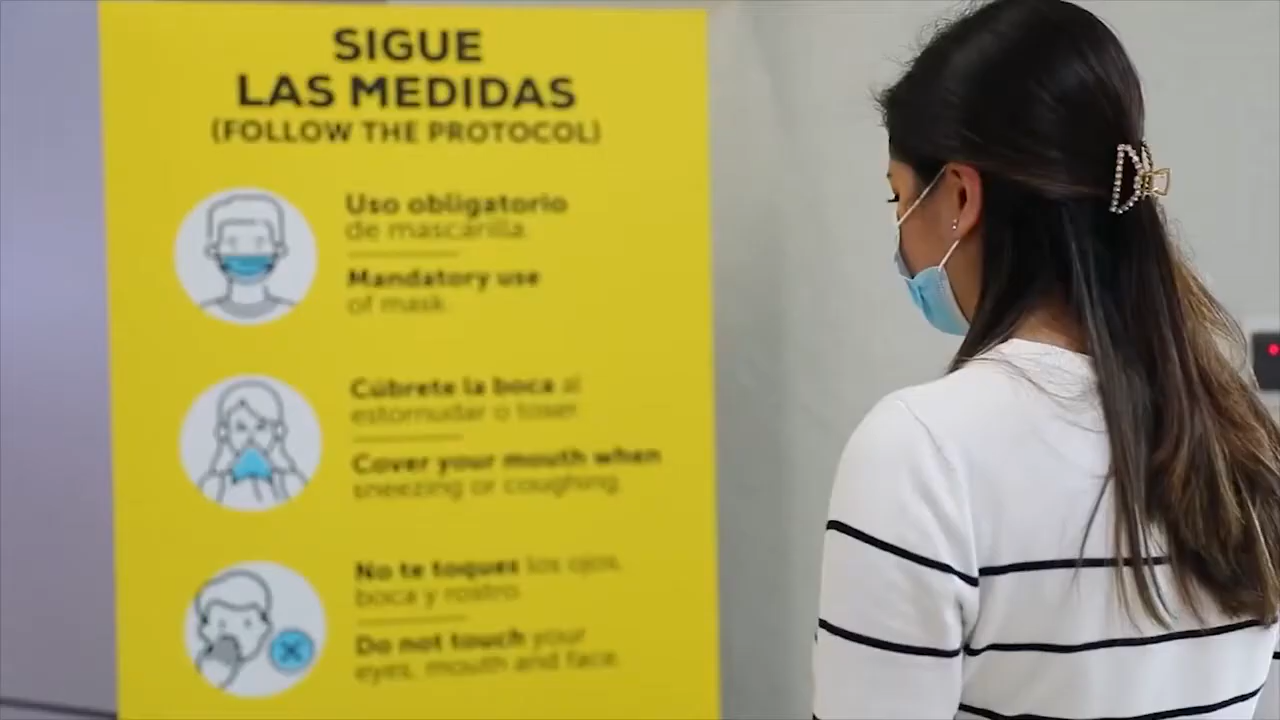 SIGUE
LAS MEDIDAS
(FOLLOW THE PROTOCOL)
Uso obligatorio
de mascarilla.
Mandatory use
of mask.
Cúbrete la boca al
estornudar o toser.
Cover your mouth when
sneezing or coughing.
No te toques los ojos,
boca y rostro
Do not touch your
eyes, mouth and face.